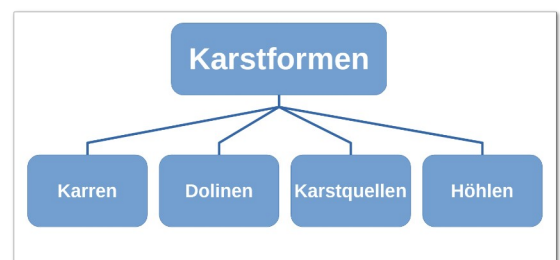 Karstformen
Karren
Dolinen
Karstquellen
Höhlen